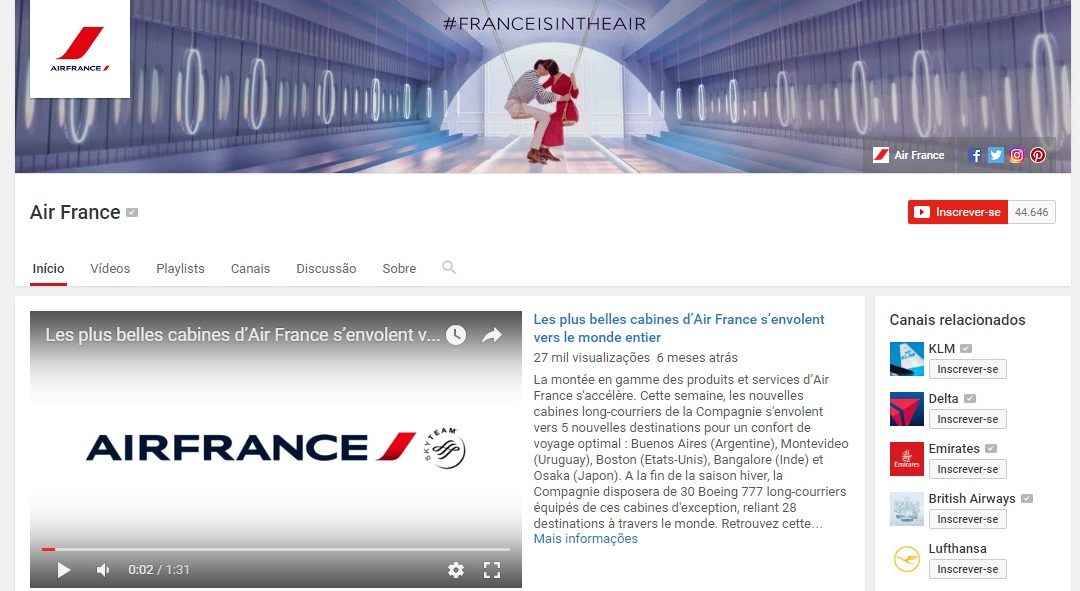 #FRANCEISINTHEAIR
AIRFRANCE
Air France
Air France
Inscrever-se 44.646
Início Vídeos Playlists Canais Discussão Sobre
Les plus belles cabines d’Air France s’envolent v...
AIRFRANCE SKYTEAM
0:02 / 1:31
Les plus belles cabines d’Air France s’envolent
vers le monde entier
27 mil visualizações 6 meses atrás
La montée en gamme des produits et services d’Air
France s'accélère. Cette semaine, les nouvelles
cabines long-courriers de la Compagnie s'envolent
vers 5 nouvelles destinations pour un confort de
voyage optimal : Buenos Aires (Argentine), Montevideo
(Uruguay), Boston (Etats-Unis), Bangalore (Inde) et
Osaka (Japon). A la fin de la saison hiver, la
Compagnie disposera de 30 Boeing 777 long-courriers
équipés de ces cabines d'exception, reliant 28
destinations à travers le monde. Retrouvez cette…
Mais informações
Canais relacionados
KLM
KLM
Inscrever-se
Delta
Inscrever-se
Emirates
Emirates
Inscrever-se
British Airways
Inscrever-se
Lufthansa
Inscrever-se